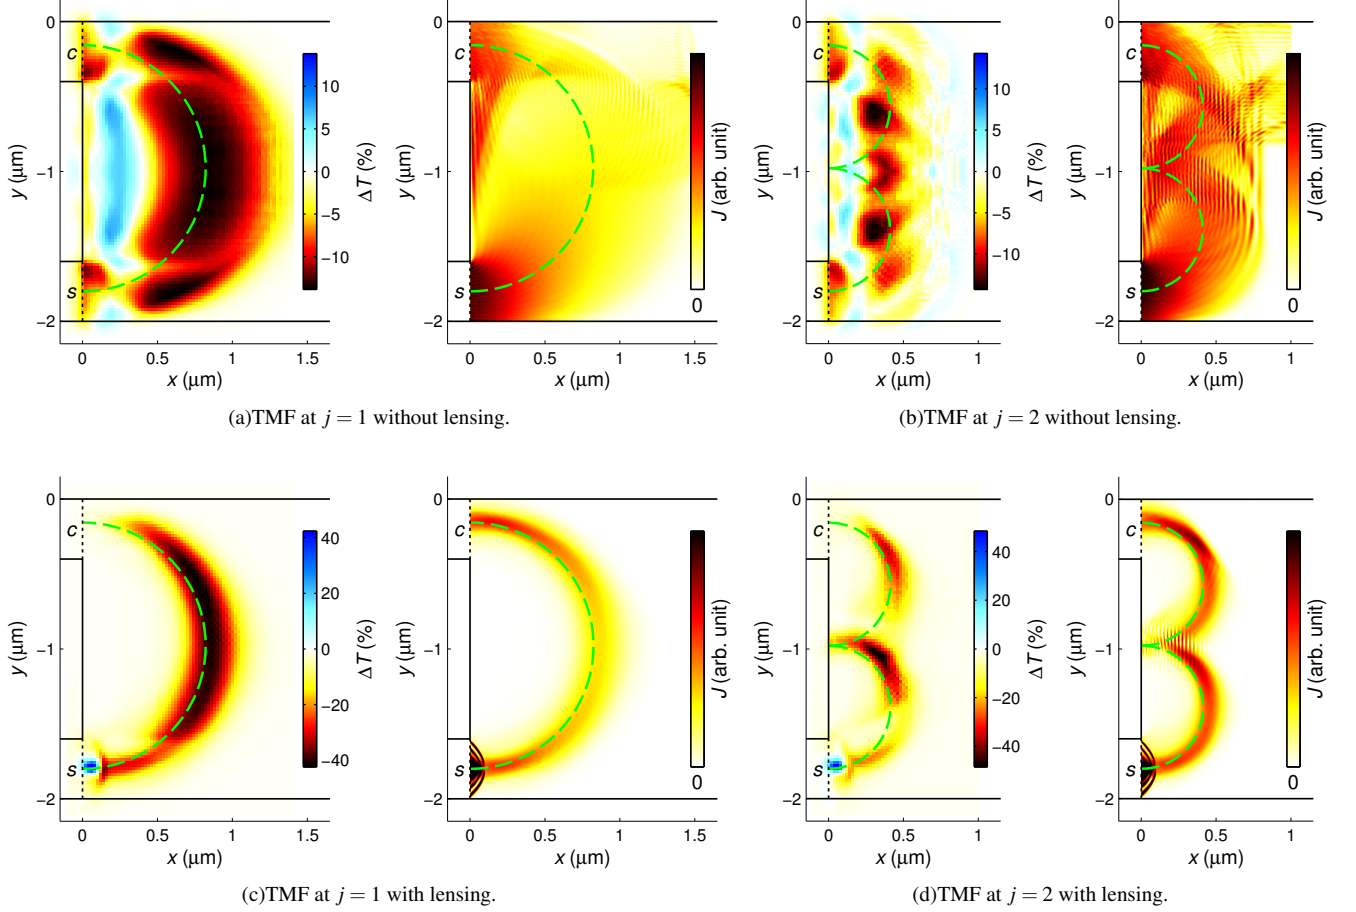 0
−1
−2
y (μm)
c
s
0
0.5
1
1.5
x (μm)
10
5
0
−5
−10
ΔT (%)
0
−1
−2
y (μm)
c
s
0
0.5
1
1.5
x (μm)
0
J (arb. unit)
(a)TMF at j = 1 without lensing.
0
−1
−2
y (μm)
c
s
0
0.5
1
x (μm)
10
5
0
−5
−10
ΔT (%)
0
−1
−2
y (μm)
c
s
0
0.5
1
x (μm)
0
J (arb. unit)
(b)TMF at j = 2 without lensing.
0
−1
−2
y (μm)
c
s
0
0.5
1
1.5
x (μm)
40
20
0
−20
−40
ΔT (%)
0
−1
−2
y (μm)
c
s
0
0.5
1
1.5
x (μm)
0
J (arb. unit)
(c)TMF at j = 1 with lensing.
0
−1
−2
y (μm)
c
s
0
0.5
1
x (μm)
40
20
0
−20
−40
ΔT (%)
0
−1
−2
y (μm)
c
s
0
0.5
1
x (μm)
0
J (arb. unit)
(d)TMF at j = 2 with lensing.